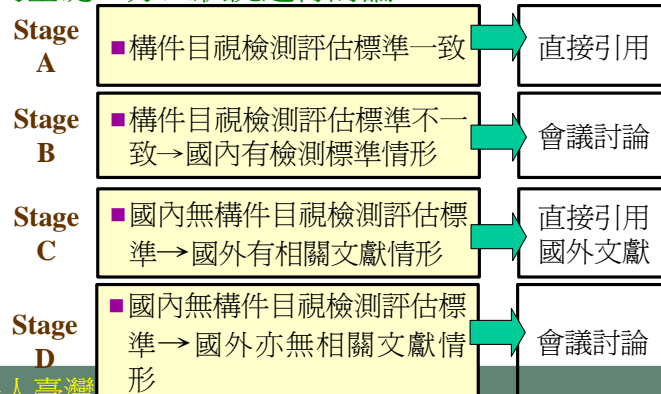 Stage
A
■構件目視檢測評估標準一致
直接引用
Stage
B
■構件目視檢測評估標準不一
致→國內有檢測標準情形
會議討論
Stage
C
■國內無構件目視檢測評估標
準→國外有相關文獻情形
直接引用
國外文獻
Stage
D
■國內無構件目視檢測評估標
準→國外亦無相關文獻情
形
會議討論
人臺灣